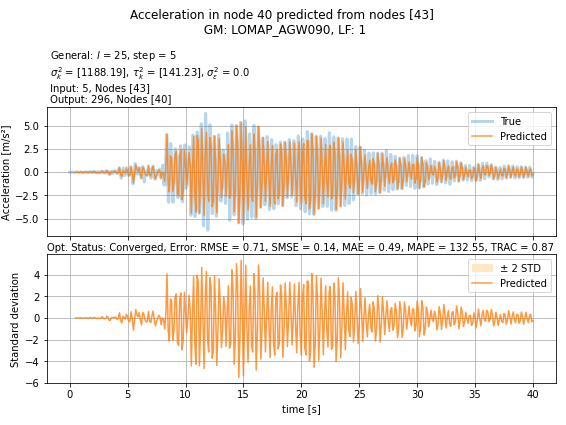 Acceleration in node 40 predicted from nodes [43]
GM: LOMAP_AGW090, LF: 1
General: l = 25, step = 5
σ²ₖ = [1188.19], τ²ₖ = [141.23], σ²ₑ = 0.0
Input: 5, Nodes [43]
Output: 296, Nodes [40]
Acceleration [m/s²]
5.0
2.5
0.0
−2.5
−5.0
True
Predicted
Opt. Status: Converged, Error: RMSE = 0.71, SMSE = 0.14, MAE = 0.49, MAPE = 132.55, TRAC = 0.87
Standard deviation
4
2
0
−2
−4
−6
± 2 STD
Predicted
0 5 10 15 20 25 30 35 40
time [s]